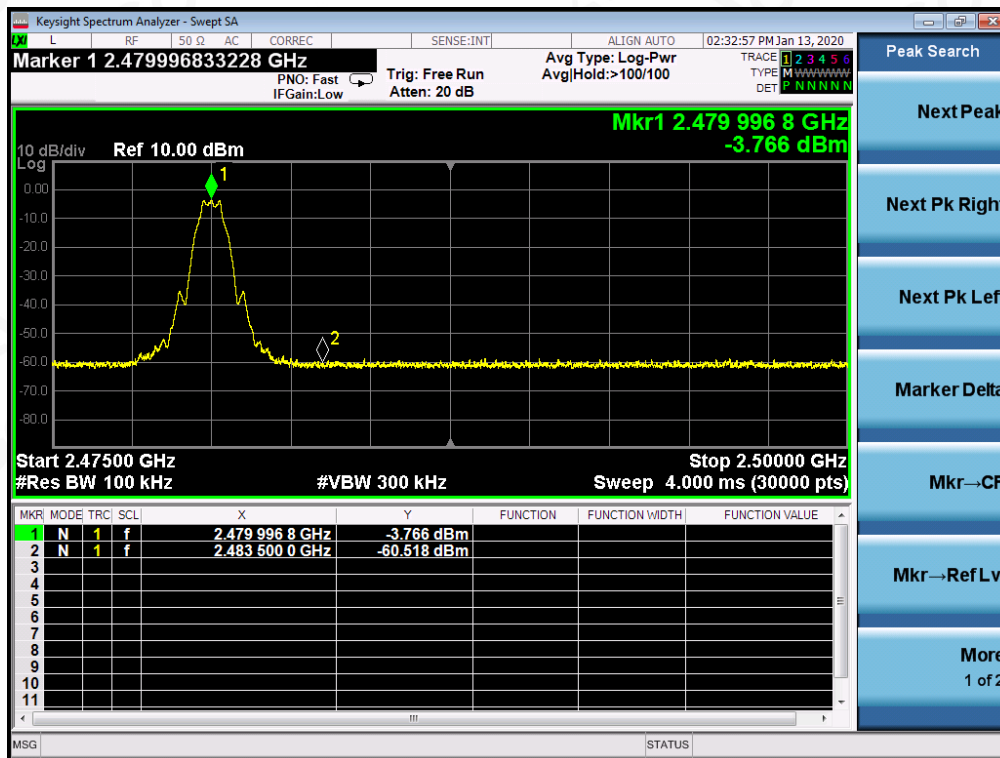 Keysight Spectrum Analyzer - Swept SA
LXI L RF 50 Ω AC CORREC SENSE:INT ALIGN AUTO 02:32:57 PM Jan 13, 2020
Marker 1 2.479996833228 GHz
PNO: Fast
IFGain:Low
Trig: Free Run
Atten: 20 dB
Avg Type: Log-Pwr
Avg|Hold:>100/100
TRACE 1 2 3 4 5 6
TYPE M WWWWW
DET P N N N N N
Mkr1 2.479 996 8 GHz
-3.766 dBm
10 dB/div Ref 10.00 dBm
Log
1
0.00
-10.0
-20.0
-30.0
-40.0
-50.0
2
-60.0
-70.0
-80.0
Start 2.47500 GHz Stop 2.50000 GHz
#Res BW 100 kHz #VBW 300 kHz Sweep 4.000 ms (30000 pts)
MKR MODE TRC SCL X Y FUNCTION FUNCTION WIDTH FUNCTION VALUE
1 N 1 f 2.479 996 8 GHz -3.766 dBm
2 N 1 f 2.483 500 0 GHz -60.518 dBm
3
4
5
6
7
8
9
10
11
MSG STATUS
Peak Search
Next Peak
Next Pk Right
Next Pk Left
Marker Delta
Mkr→CF
Mkr→Ref Lv
More
1 of 2